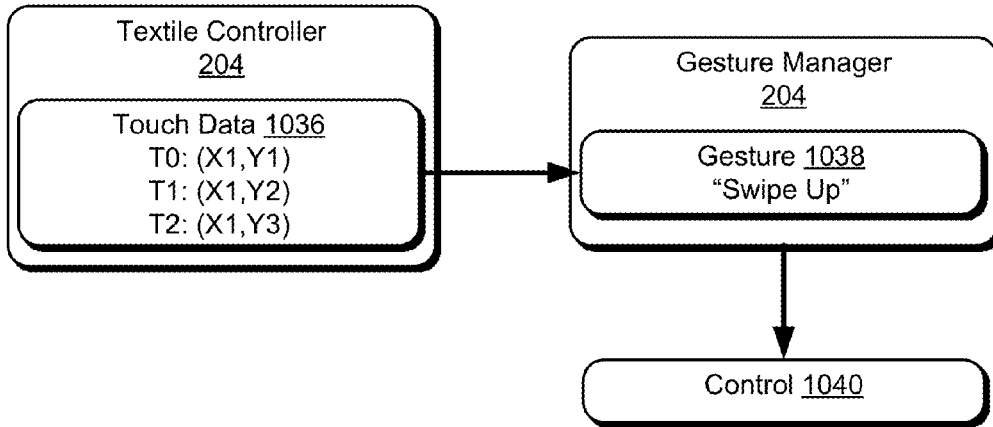 Textile Controller
204
Touch Data 1036
T0: (X1,Y1)
T1: (X1,Y2)
T2: (X1,Y3)
Gesture Manager
204
Gesture 1038
“Swipe Up”
Control 1040